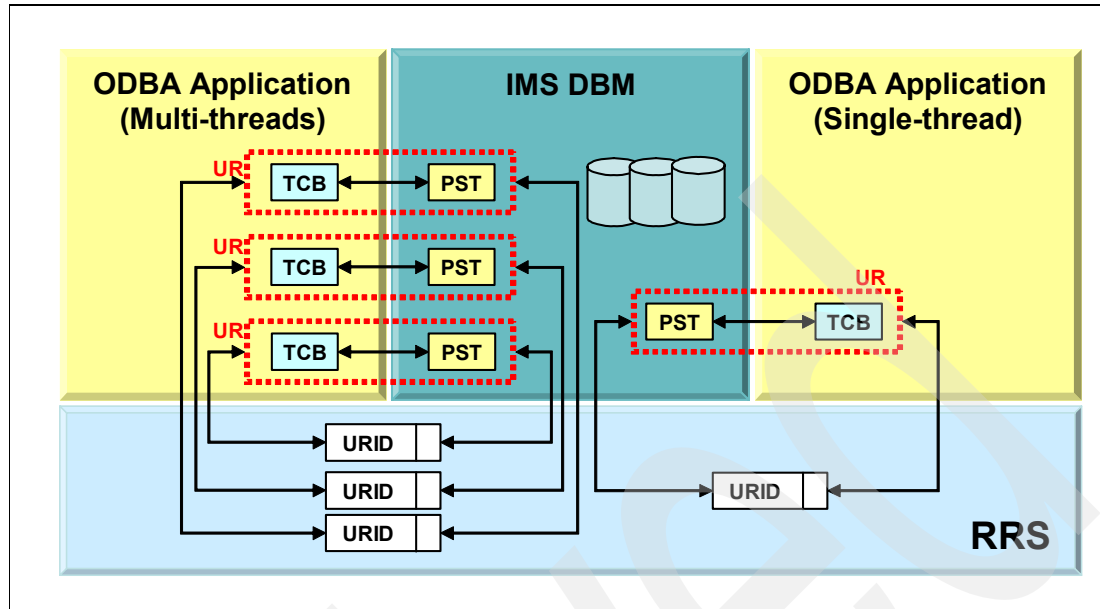 ODBA Application
(Multi-threads)
IMS DBM
ODBA Application
(Single-thread)
UR
TCB
PST
UR
TCB
PST
UR
PST
TCB
UR
TCB
PST
URID
URID
URID
URID
RRS